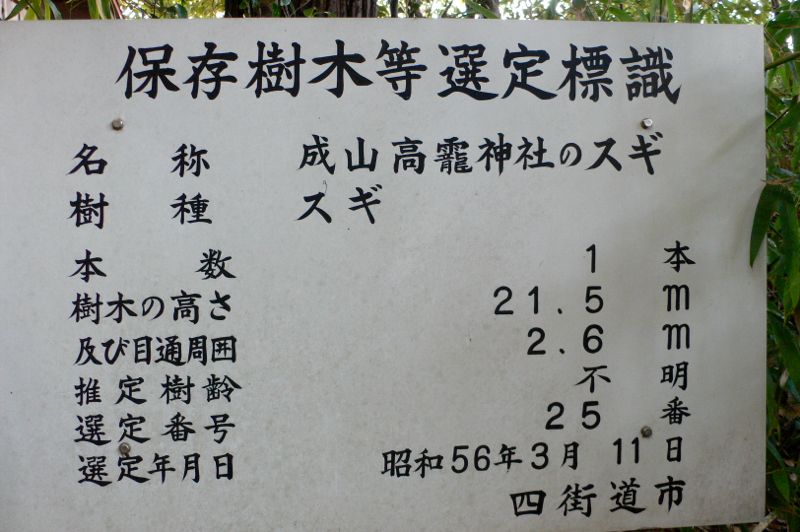 保存樹木等選定標識
名称 成山高龗神社のスギ
樹種 スギ
本数 1本
樹木の高さ 21.5m
及び目通周囲 2.6m
推定樹齢 不明
選定番号 25番
選定年月日 昭和56年3月11日
四街道市